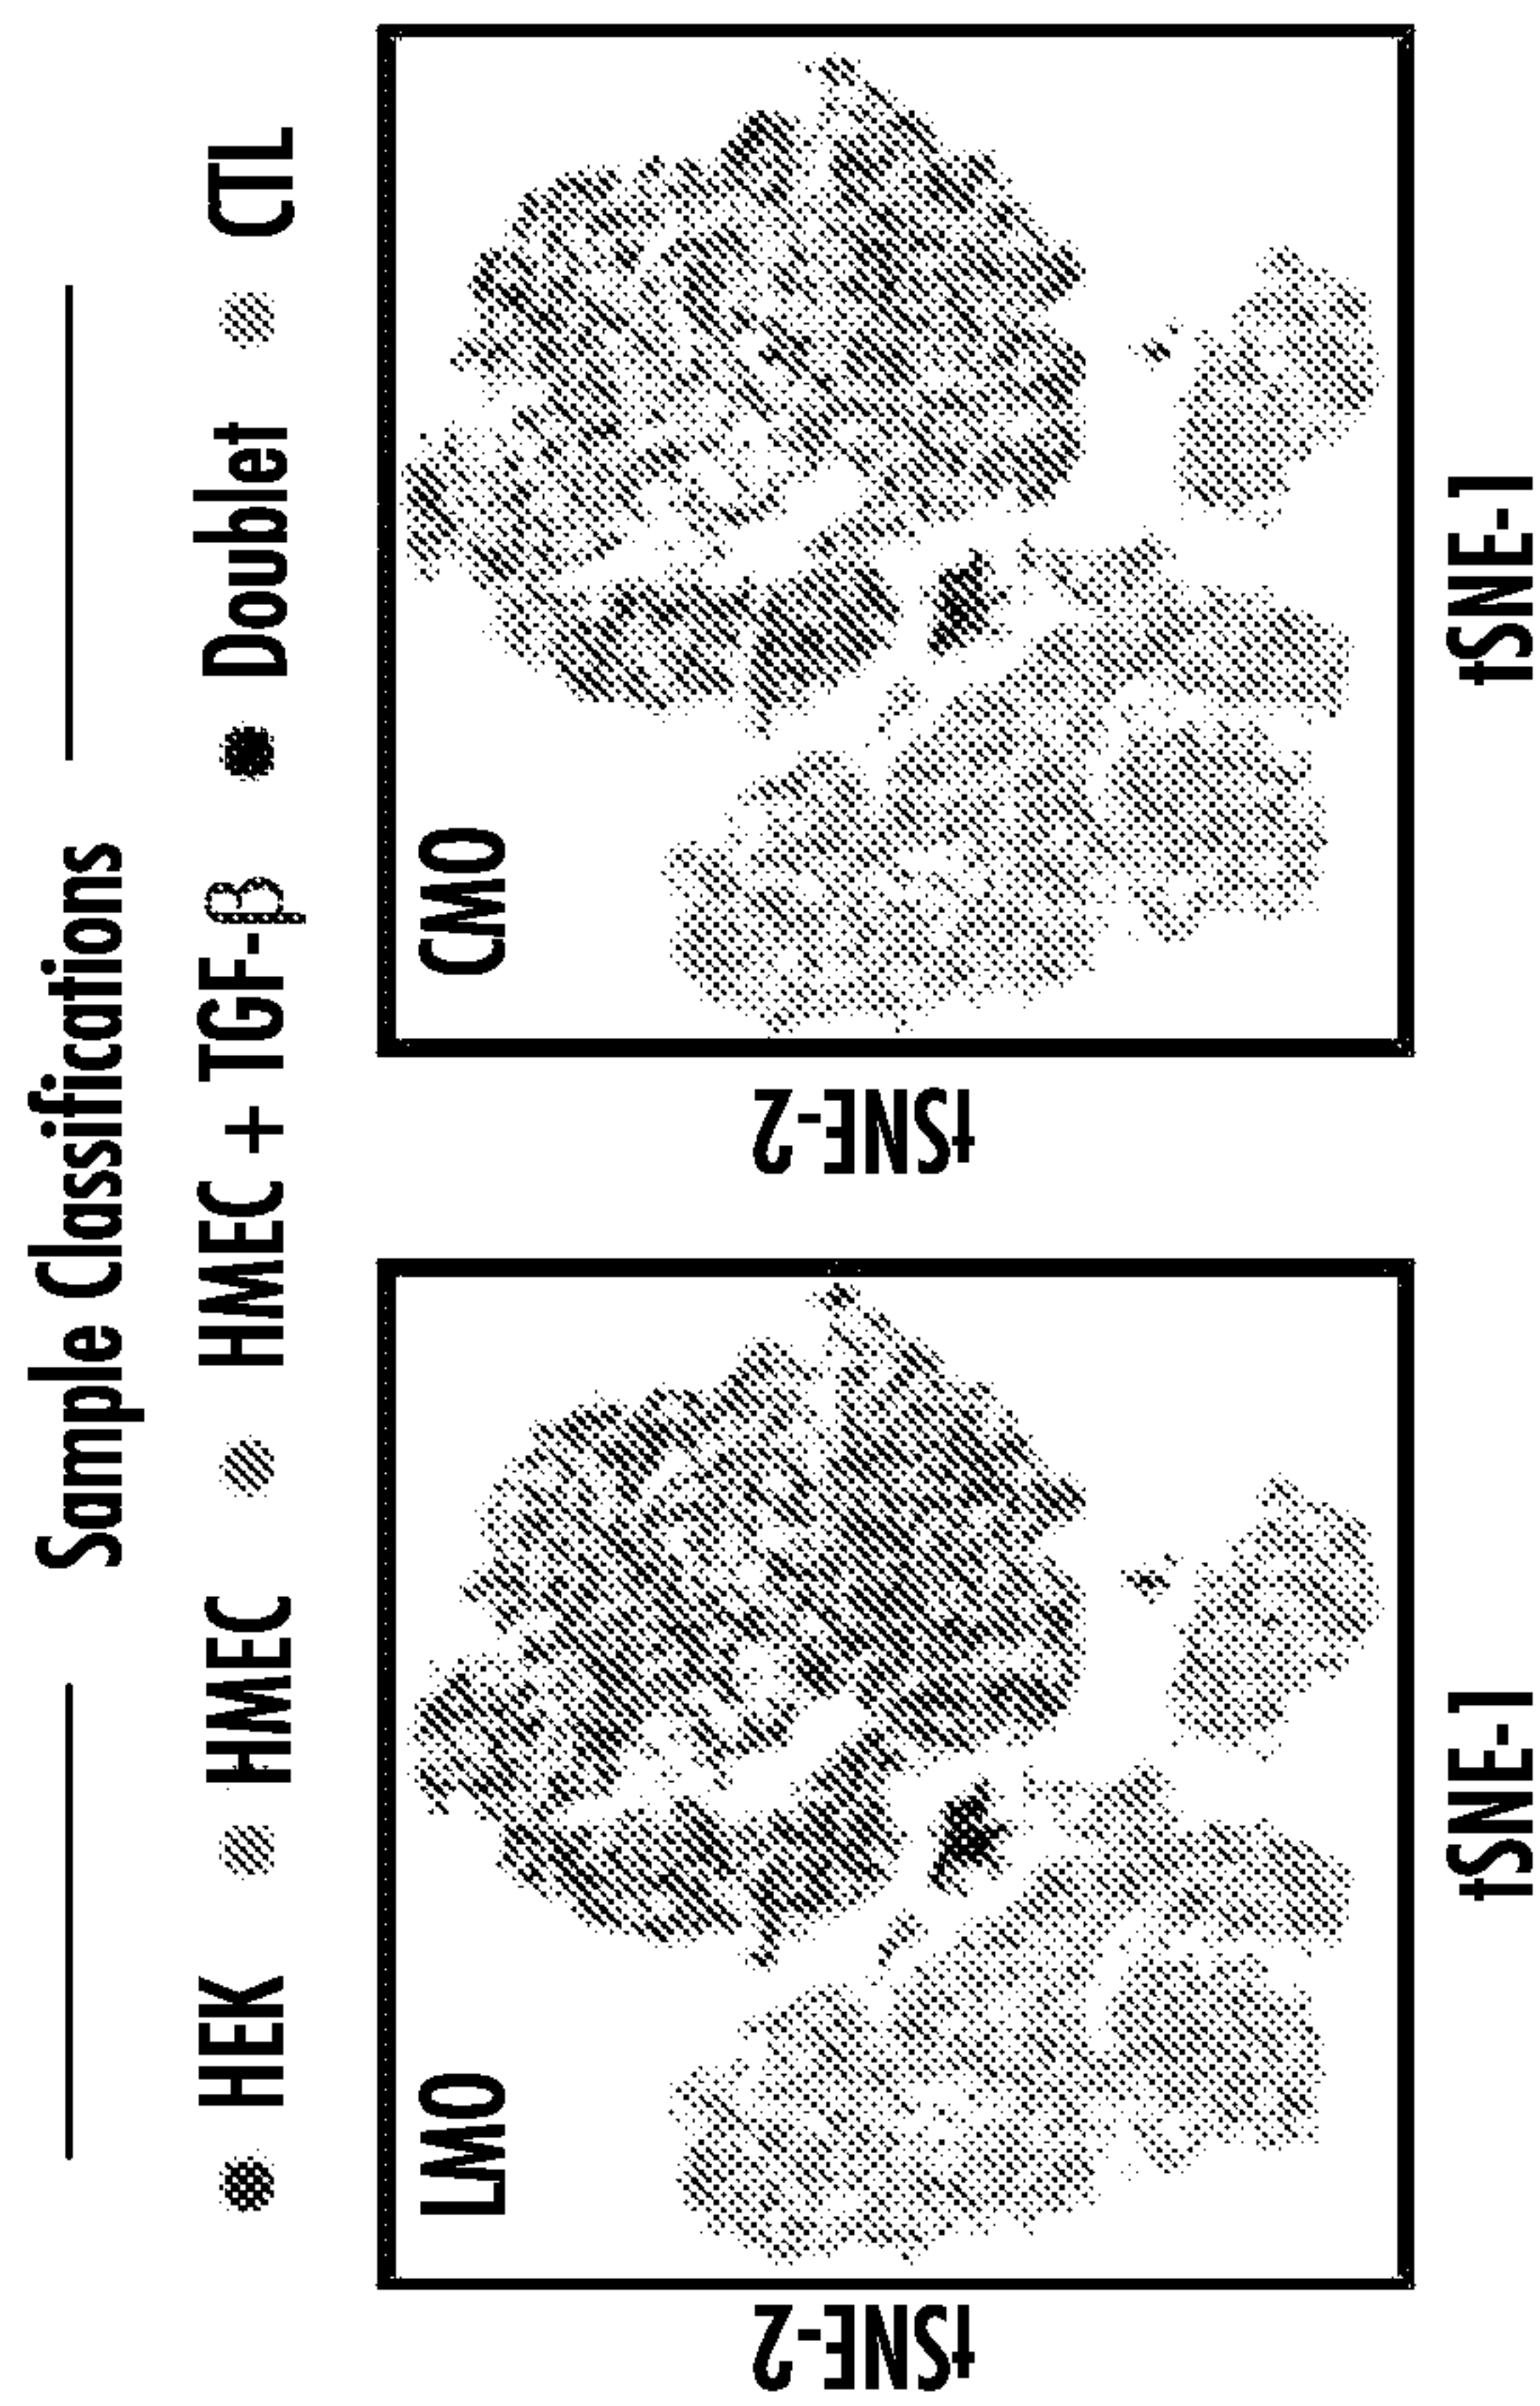 Sample Classifications
HEK HMEC HMEC + TGF-β Doublet CTL
LMO
CMO
tSNE-2
tSNE-2
tSNE-1
tSNE-1